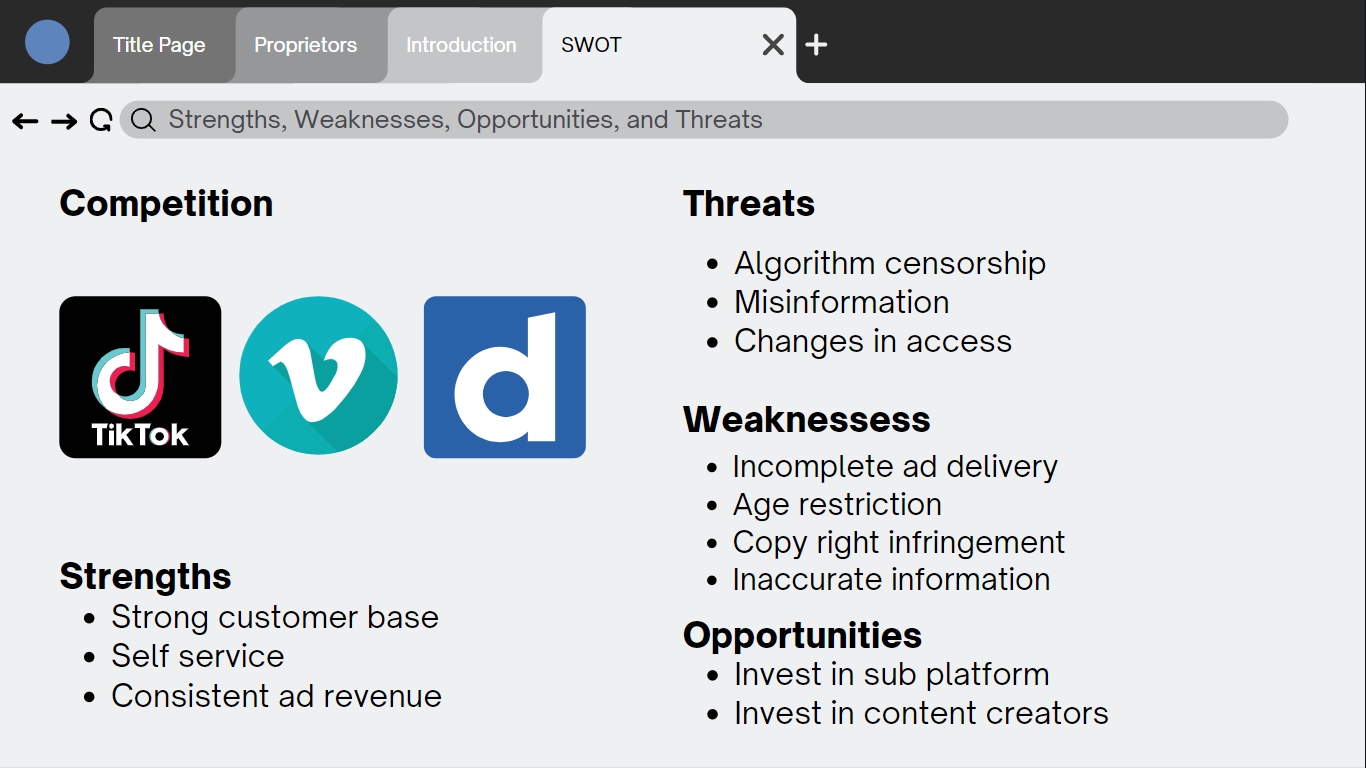 Title Page
Proprietors
Introduction
SWOT
Strengths, Weaknesses, Opportunities, and Threats
Competition
TikTok
Strengths
Strong customer base
Self service
Consistent ad revenue
Threats
Algorithm censorship
Misinformation
Changes in access
Weaknessess
Incomplete ad delivery
Age restriction
Copy right infringement
Inaccurate information
Opportunities
Invest in sub platform
Invest in content creators